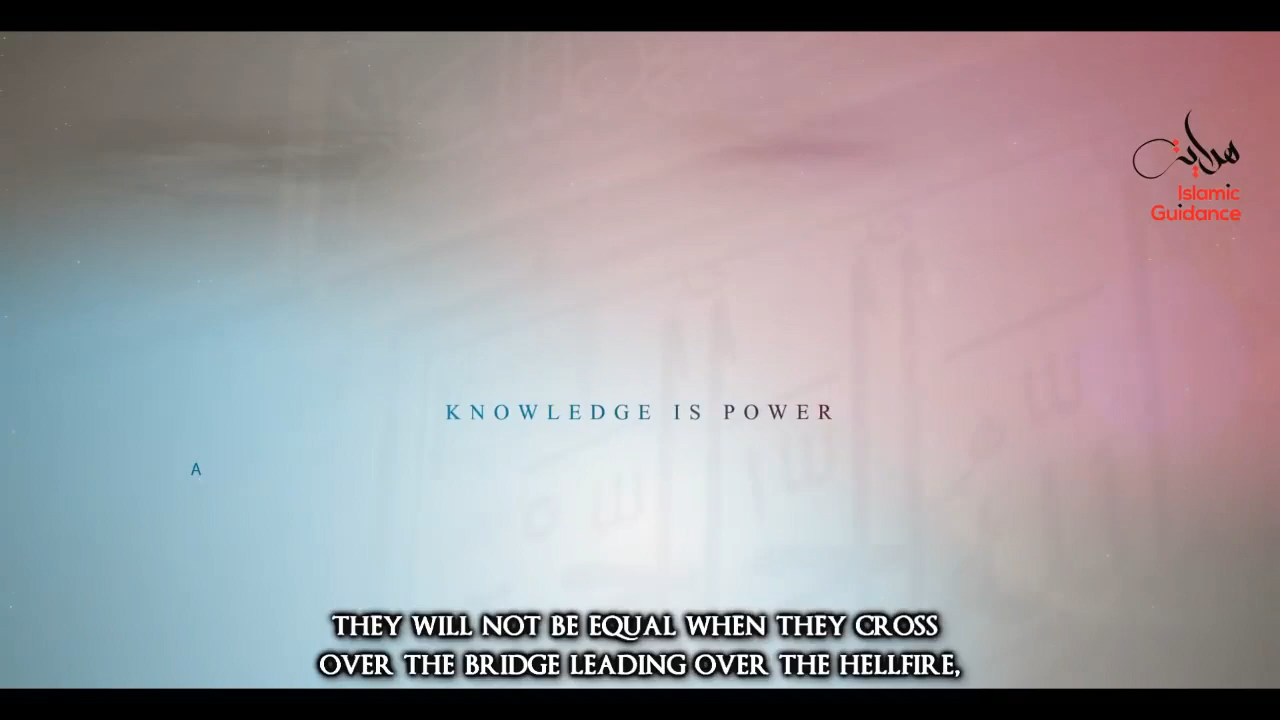 هداية
Islamic
Guidance
KNOWLEDGE IS POWER
A
THEY WILL NOT BE EQUAL WHEN THEY CROSS
OVER THE BRIDGE LEADING OVER THE HELLFIRE,